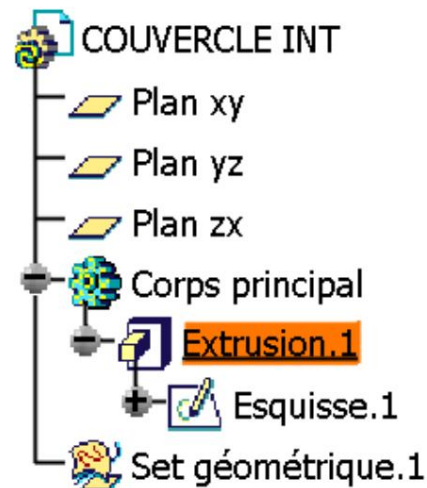 COUVERCLE INT
Plan xy
Plan yz
Plan zx
Corps principal
Extrusion.1
Esquisse.1
Set géométrique.1